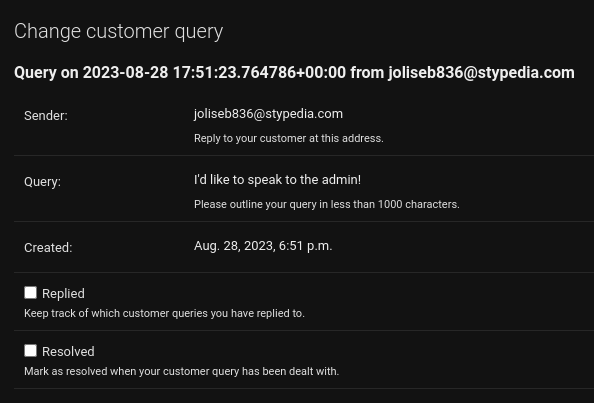 Change customer query
Query on 2023-08-28 17:51:23.764786+00:00 from joliseb836@stypedia.com
Sender: joliseb836@stypedia.com
Reply to your customer at this address.
Query: I'd like to speak to the admin!
Please outline your query in less than 1000 characters.
Created: Aug. 28, 2023, 6:51 p.m.
Replied
Keep track of which customer queries you have replied to.
Resolved
Mark as resolved when your customer query has been dealt with.